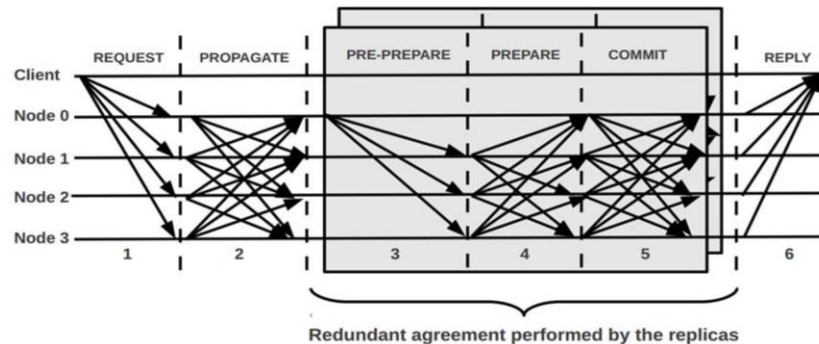 REQUEST PROPAGATE PRE-PREPARE PREPARE COMMIT REPLY
Client
Node 0
Node 1
Node 2
Node 3
1 2 3 4 5 6
Redundant agreement performed by the replicas